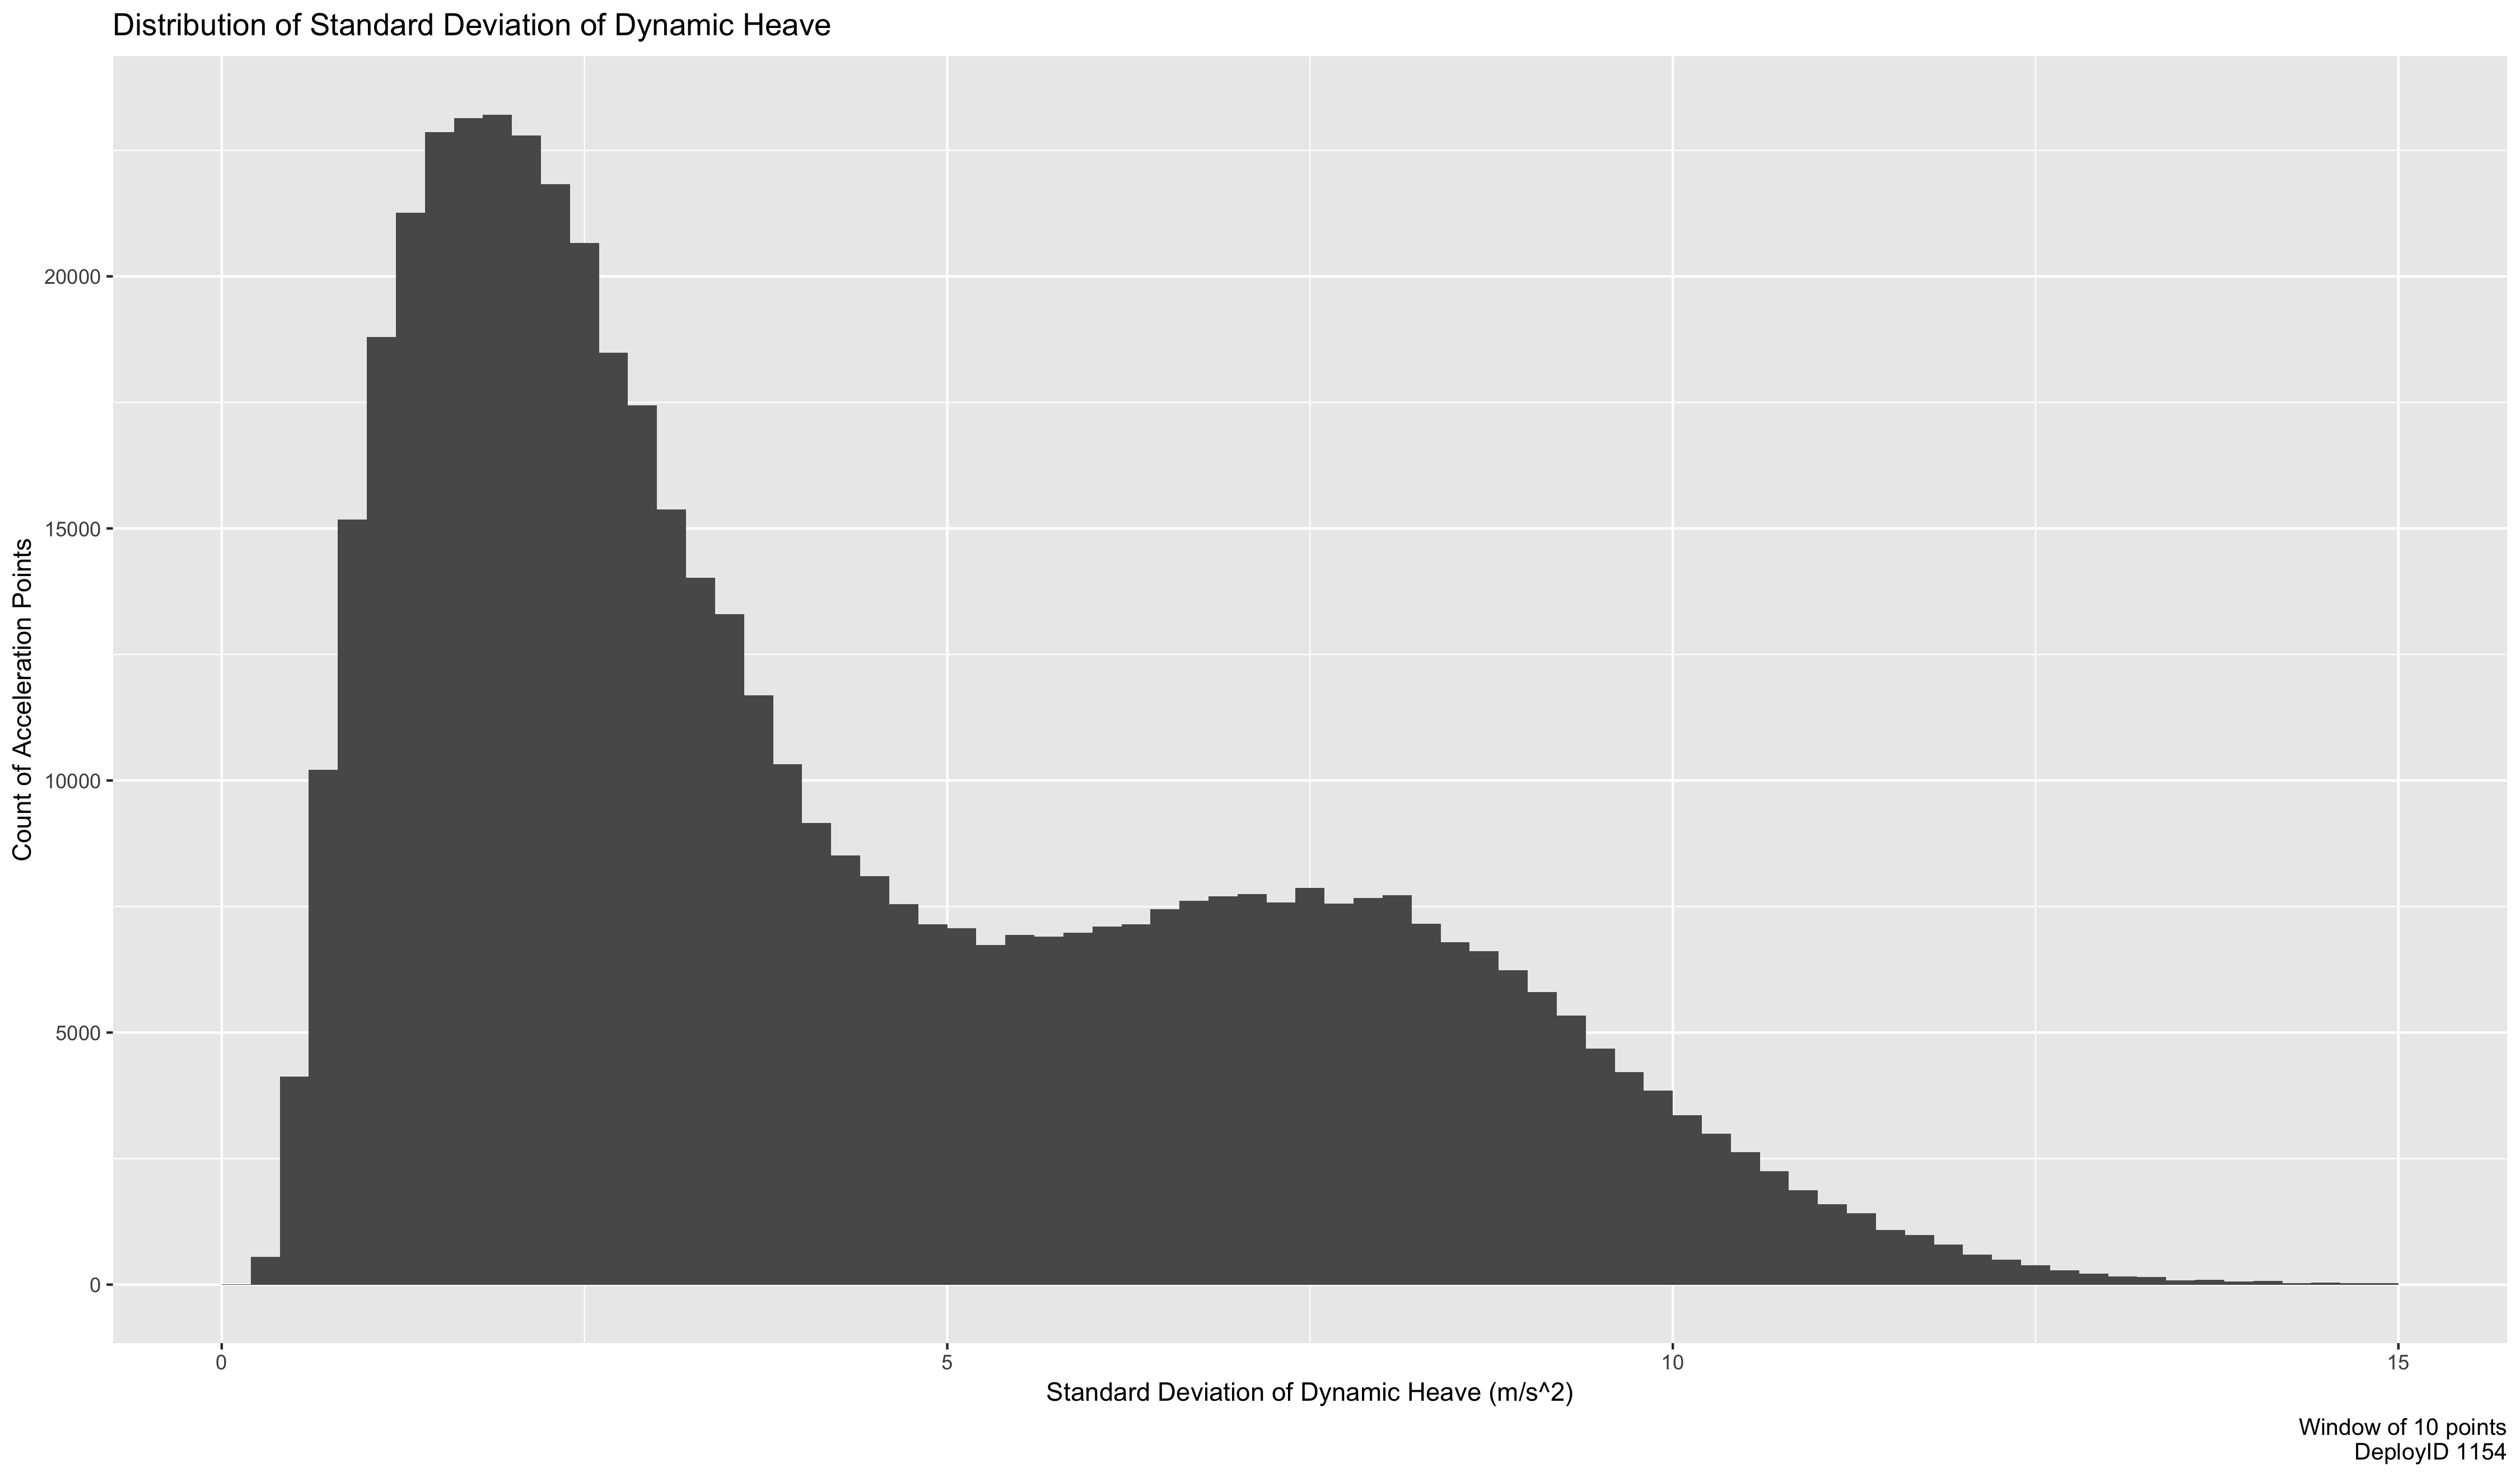 Distribution of Standard Deviation of Dynamic Heave
Count of Acceleration Points
20000
15000
10000
5000
0
0
5
10
15
Standard Deviation of Dynamic Heave (m/s^2)
Window of 10 points
DeployID 1154